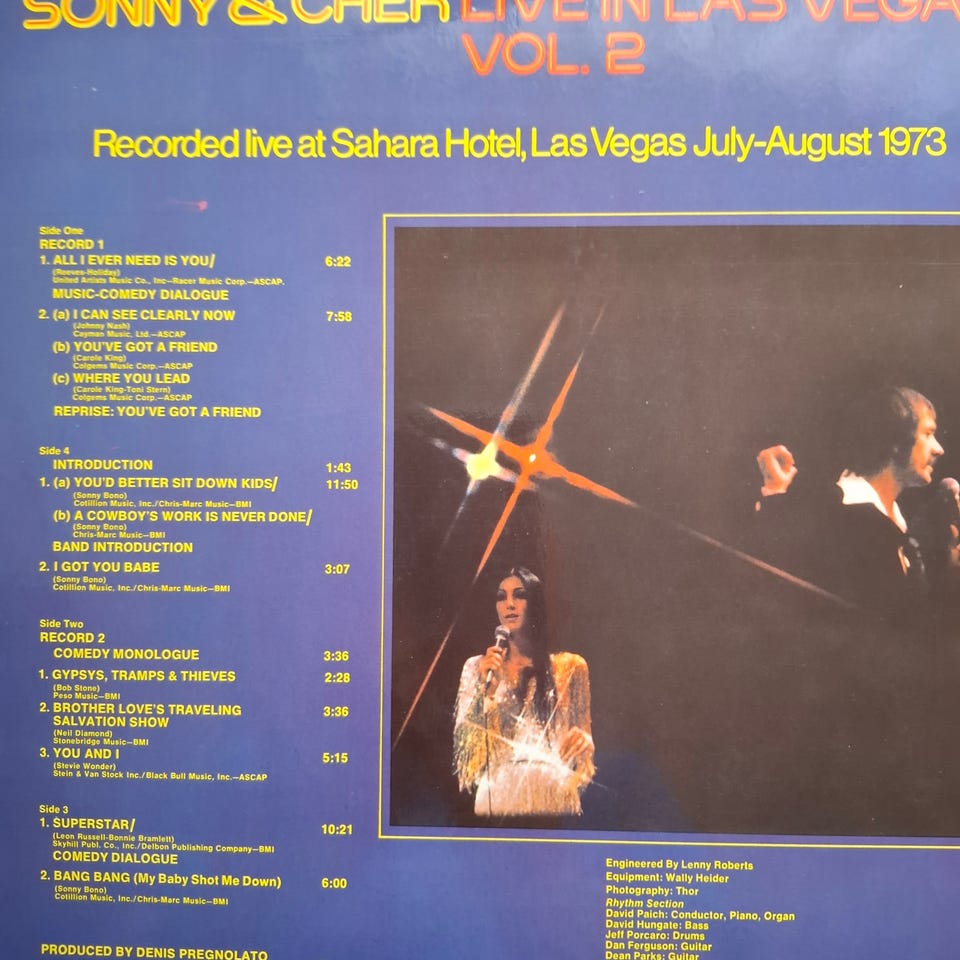 SONNY & CHER LIVE IN LAS VEGA
VOL. 2
Recorded live at Sahara Hotel, Las Vegas July-August 1973
Side One
RECORD 1
1. ALL I EVER NEED IS YOU/ 6:22
(Reeves-Holiday)
United Artists Music Co., Inc—Racer Music Corp.—ASCAP.
MUSIC-COMEDY DIALOGUE
2. (a) I CAN SEE CLEARLY NOW 7:58
(Johnny Nash)
Cayman Music, Ltd.—ASCAP
(b) YOU'VE GOT A FRIEND
(Carole King)
Colgems Music Corp.—ASCAP
(c) WHERE YOU LEAD
(Carole King-Toni Stern)
Colgems Music Corp.—ASCAP
REPRISE: YOU'VE GOT A FRIEND
Side 4
INTRODUCTION 1:43
1. (a) YOU'D BETTER SIT DOWN KIDS/ 11:50
(Sonny Bono)
Cotillion Music, Inc./Chris-Marc Music—BMI
(b) A COWBOY'S WORK IS NEVER DONE/
(Sonny Bono)
Chris-Marc Music—BMI
BAND INTRODUCTION
2. I GOT YOU BABE 3:07
(Sonny Bono)
Cotillion Music, Inc./Chris-Marc Music—BMI
Side Two
RECORD 2
COMEDY MONOLOGUE 3:36
1. GYPSYS, TRAMPS & THIEVES 2:28
(Bob Stone)
Peso Music—BMI
2. BROTHER LOVE'S TRAVELING 3:36
SALVATION SHOW
(Neil Diamond)
Stonebridge Music—BMI
3. YOU AND I 5:15
(Stevie Wonder)
Stein & Van Stock Inc./Black Bull Music, Inc.—ASCAP
Side 3
1. SUPERSTAR/ 10:21
(Leon Russell-Bonnie Bramlett)
Skyhill Publ. Co., Inc./Delbon Publishing Company—BMI
COMEDY DIALOGUE
2. BANG BANG (My Baby Shot Me Down) 6:00
(Sonny Bono)
Cotillion Music, Inc./Chris-Marc Music—BMI
PRODUCED BY DENIS PREGNOLATO
Engineered By Lenny Roberts
Equipment: Wally Heider
Photography: Thor
Rhythm Section
David Paich: Conductor, Piano, Organ
David Hungate: Bass
Jeff Porcaro: Drums
Dan Ferguson: Guitar
Dean Parks: Guitar